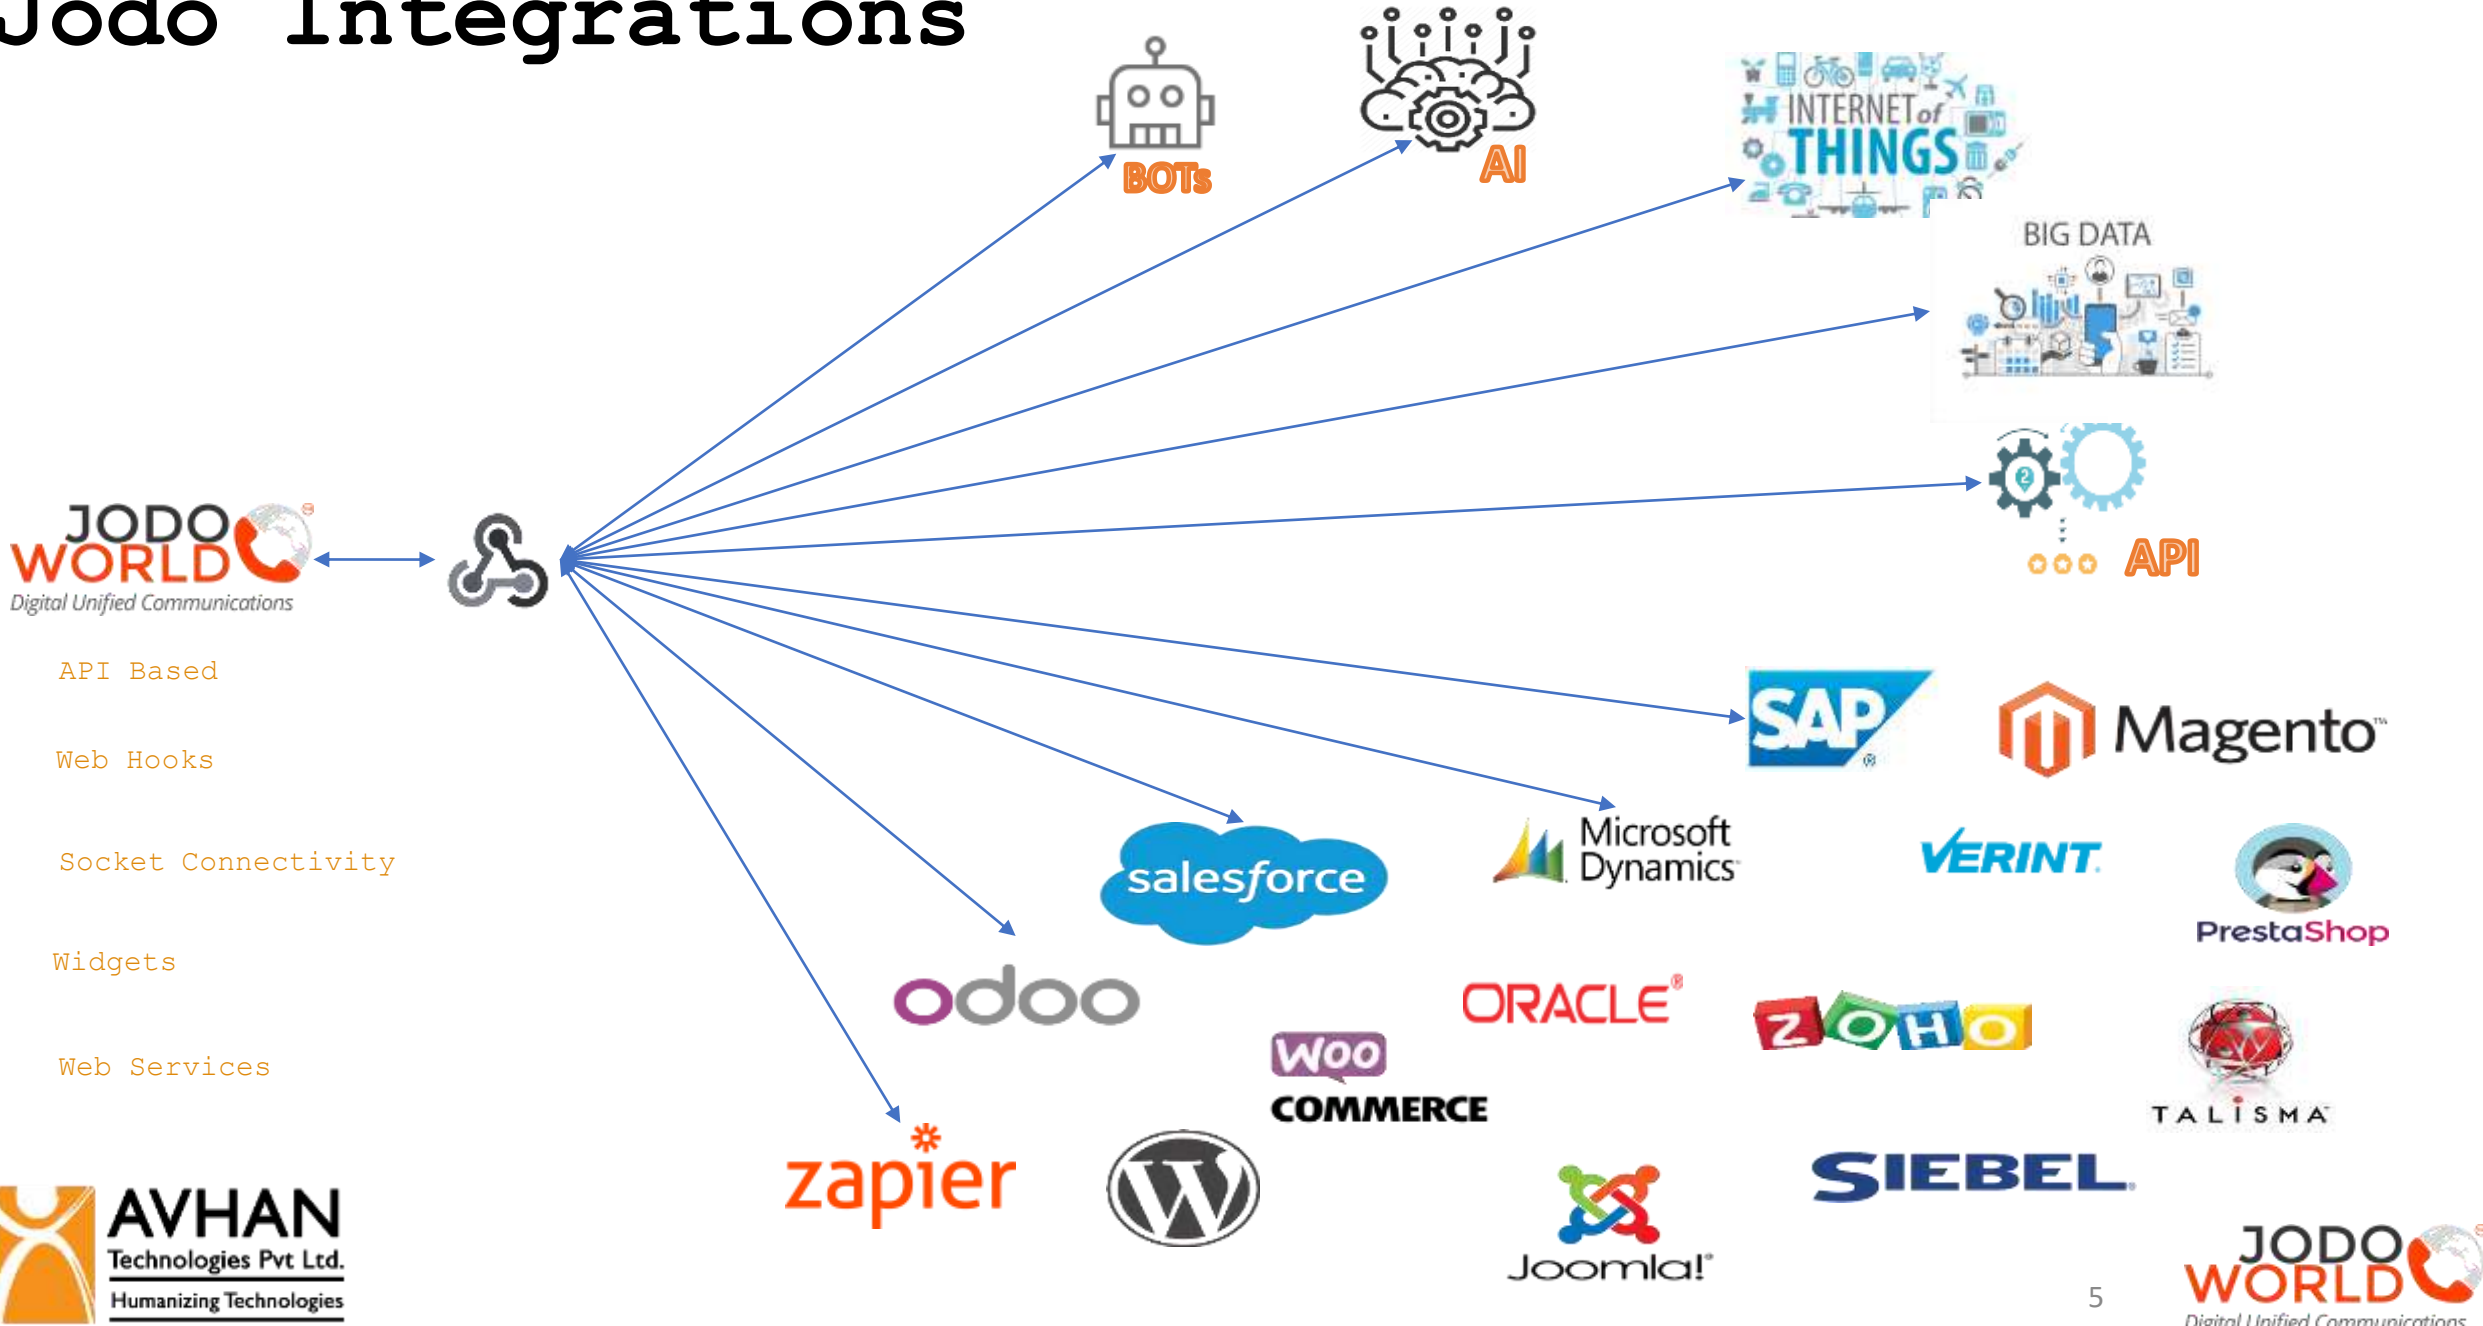 Jodo Integrations
BOTs
AI
INTERNET of
THINGS
BIG DATA
2
API
JODO
WORLD
Digital Unified Communications
API Based
Web Hooks
Socket Connectivity
Widgets
Web Services
SAP®
Magento™
salesforce
Microsoft
Dynamics
VERINT.
PrestaShop
odoo
ORACLE®
ZOHO
WOO
COMMERCE
TALISMA
zapier
W
SIEBEL.
Joomla!®
AVHAN
Technologies Pvt Ltd.
Humanizing Technologies
5
JODO
WORLD
Digital Unified Communications